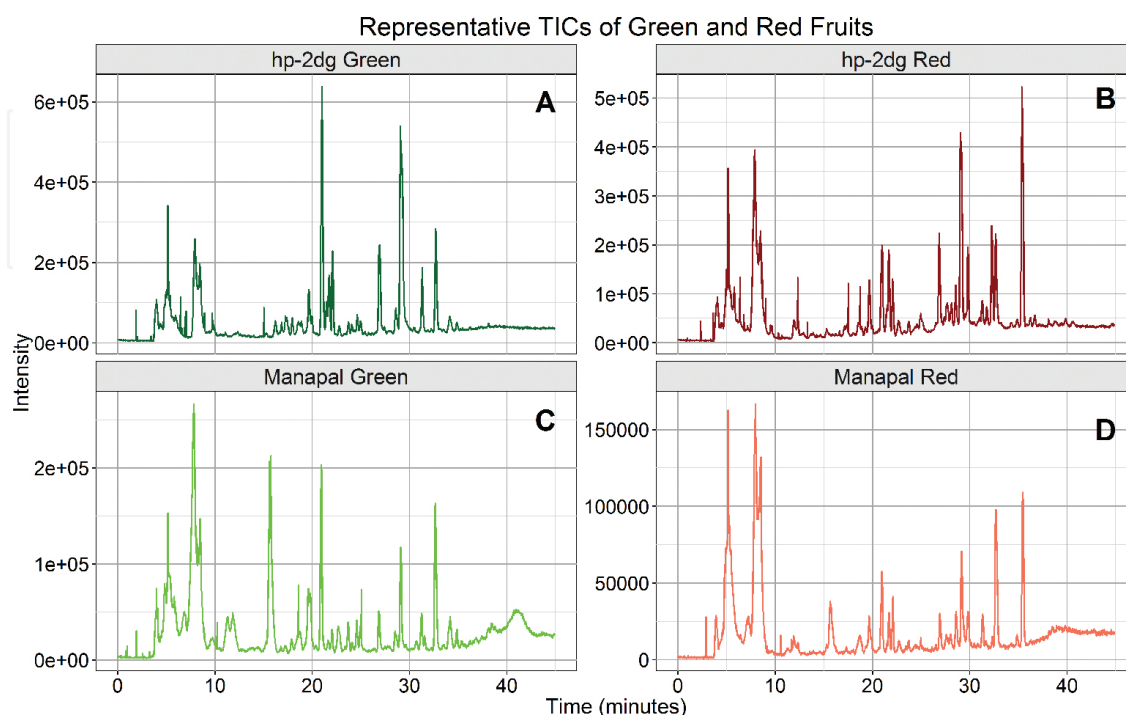 Representative TICs of Green and Red Fruits
hp-2dg Green
hp-2dg Red
A
B
6e+05
4e+05
2e+05
0e+00
5e+05
4e+05
3e+05
2e+05
1e+05
0e+00
Intensity
Manapal Green
Manapal Red
C
D
2e+05
1e+05
0e+00
150000
100000
50000
0
0 10 20 30 40
0 10 20 30 40
Time (minutes)